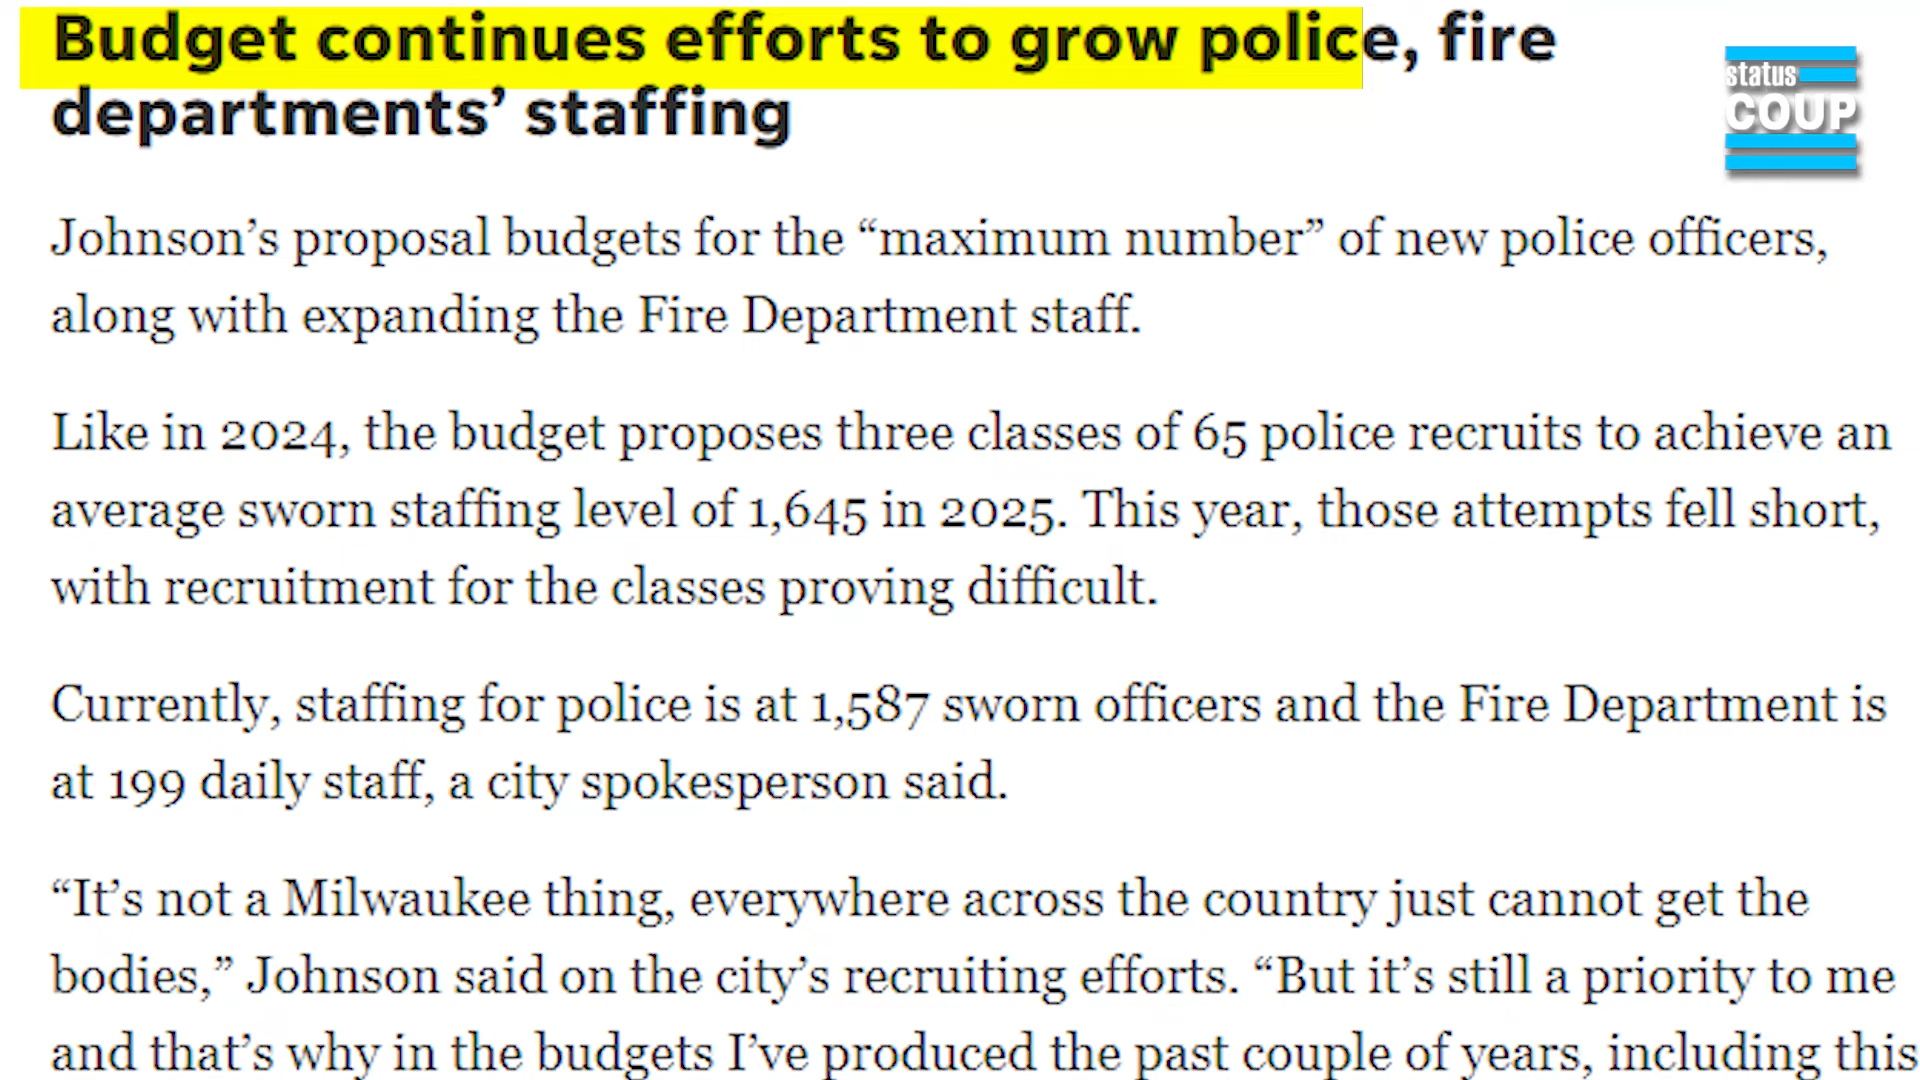 Budget continues efforts to grow police, fire
departments’ staffing
status
COUP
Johnson’s proposal budgets for the “maximum number” of new police officers,
along with expanding the Fire Department staff.
Like in 2024, the budget proposes three classes of 65 police recruits to achieve an
average sworn staffing level of 1,645 in 2025. This year, those attempts fell short,
with recruitment for the classes proving difficult.
Currently, staffing for police is at 1,587 sworn officers and the Fire Department is
at 199 daily staff, a city spokesperson said.
“It’s not a Milwaukee thing, everywhere across the country just cannot get the
bodies,” Johnson said on the city’s recruiting efforts. “But it’s still a priority to me
and that’s why in the budgets I’ve produced the past couple of years, including this